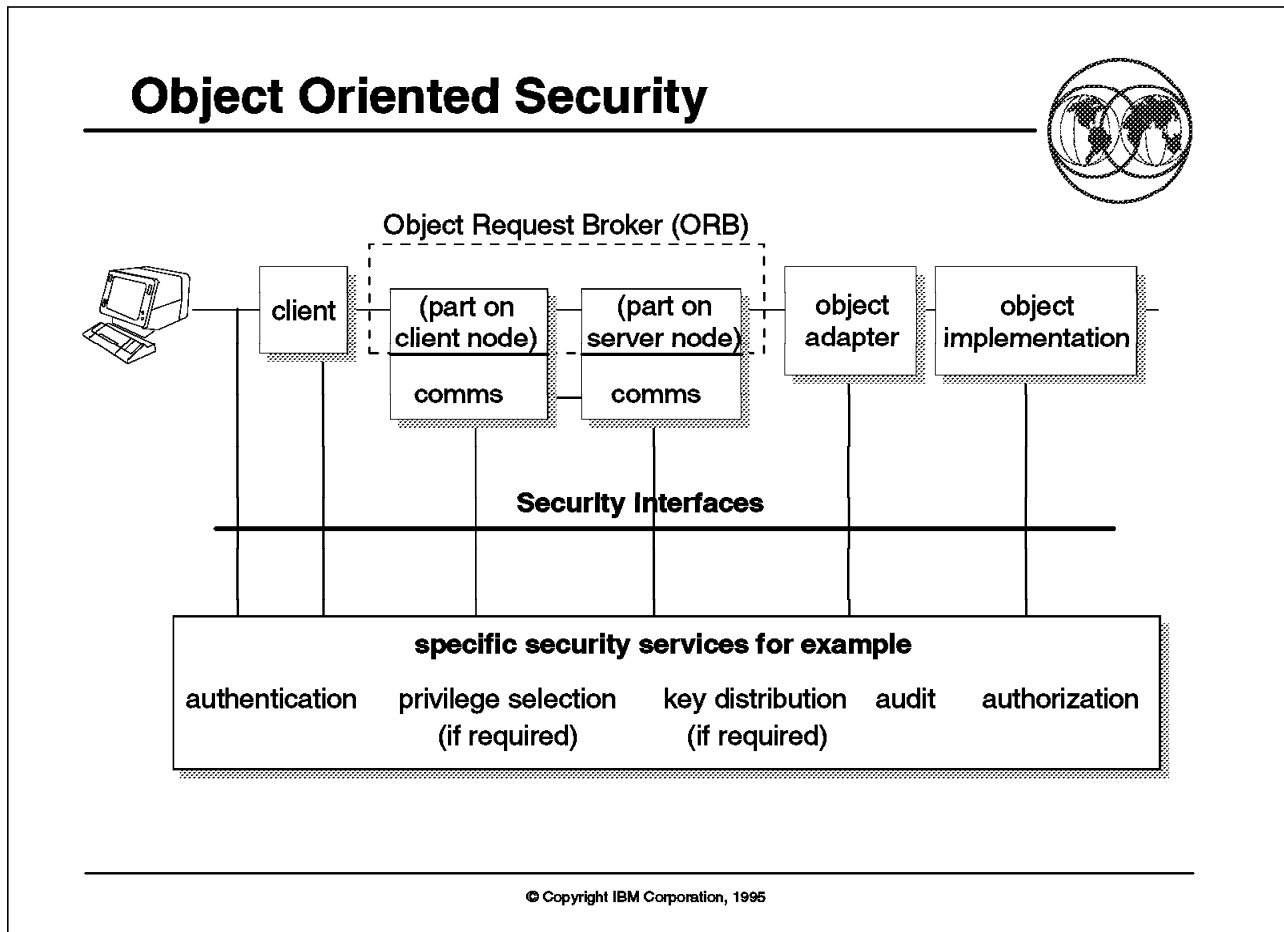 Object Oriented Security
Object Request Broker (ORB)
client
(part on
client node)
comms
(part on
server node)
comms
object
adapter
object
implementation
Security Interfaces
specific security services for example
authentication
privilege selection
(if required)
key distribution
(if required)
audit
authorization
© Copyright IBM Corporation, 1995